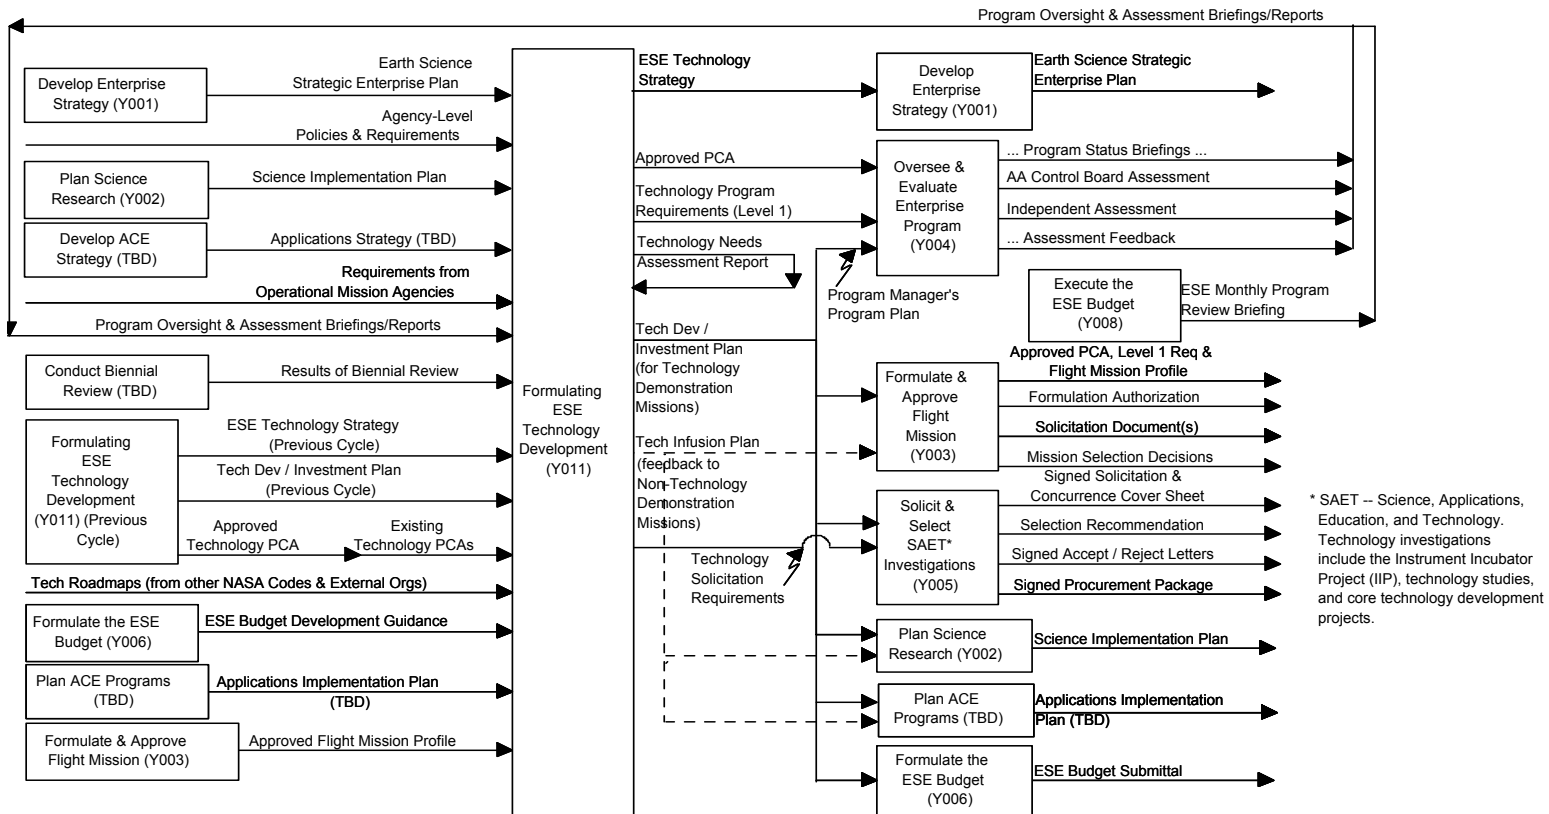 Program Oversight & Assessment Briefings/Reports
Develop Enterprise
Strategy (Y001)
Earth Science
Strategic Enterprise Plan
Agency-Level
Policies & Requirements
Plan Science
Research (Y002)
Science Implementation Plan
Develop ACE
Strategy (TBD)
Applications Strategy (TBD)
Requirements from
Operational Mission Agencies
Program Oversight & Assessment Briefings/Reports
Conduct Biennial
Review (TBD)
Results of Biennial Review
Formulating
ESE
Technology
Development
(Y011) (Previous
Cycle)
ESE Technology Strategy
(Previous Cycle)
Tech Dev / Investment Plan
(Previous Cycle)
Approved
Technology PCA
Existing
Technology PCAs
Tech Roadmaps (from other NASA Codes & External Orgs)
Formulate the ESE
Budget (Y006)
ESE Budget Development Guidance
Plan ACE Programs
(TBD)
Applications Implementation Plan
(TBD)
Formulate & Approve
Flight Mission (Y003)
Approved Flight Mission Profile
Formulating
ESE
Technology
Development
(Y011)
ESE Technology
Strategy
Approved PCA
Technology Program
Requirements (Level 1)
Technology Needs
Assessment Report
Program Manager's
Program Plan
Tech Dev /
Investment Plan
(for Technology
Demonstration
Missions)
Tech Infusion Plan
(feedback to
Non-Technology
Demonstration
Missions)
Technology
Solicitation
Requirements
Develop
Enterprise
Strategy (Y001)
Earth Science Strategic
Enterprise Plan
Oversee &
Evaluate
Enterprise
Program
(Y004)
... Program Status Briefings ...
AA Control Board Assessment
Independent Assessment
... Assessment Feedback
Execute the
ESE Budget
(Y008)
ESE Monthly Program
Review Briefing
Formulate &
Approve
Flight
Mission
(Y003)
Approved PCA, Level 1 Req &
Flight Mission Profile
Formulation Authorization
Solicitation Document(s)
Mission Selection Decisions
Solicit &
Select
SAET*
Investigations
(Y005)
Signed Solicitation &
Concurrence Cover Sheet
Selection Recommendation
Signed Accept / Reject Letters
Signed Procurement Package
Plan Science
Research (Y002)
Science Implementation Plan
Plan ACE
Programs (TBD)
Applications Implementation
Plan (TBD)
Formulate the
ESE Budget
(Y006)
ESE Budget Submittal
* SAET -- Science, Applications,
Education, and Technology.
Technology investigations
include the Instrument Incubator
Project (IIP), technology studies,
and core technology development
projects.